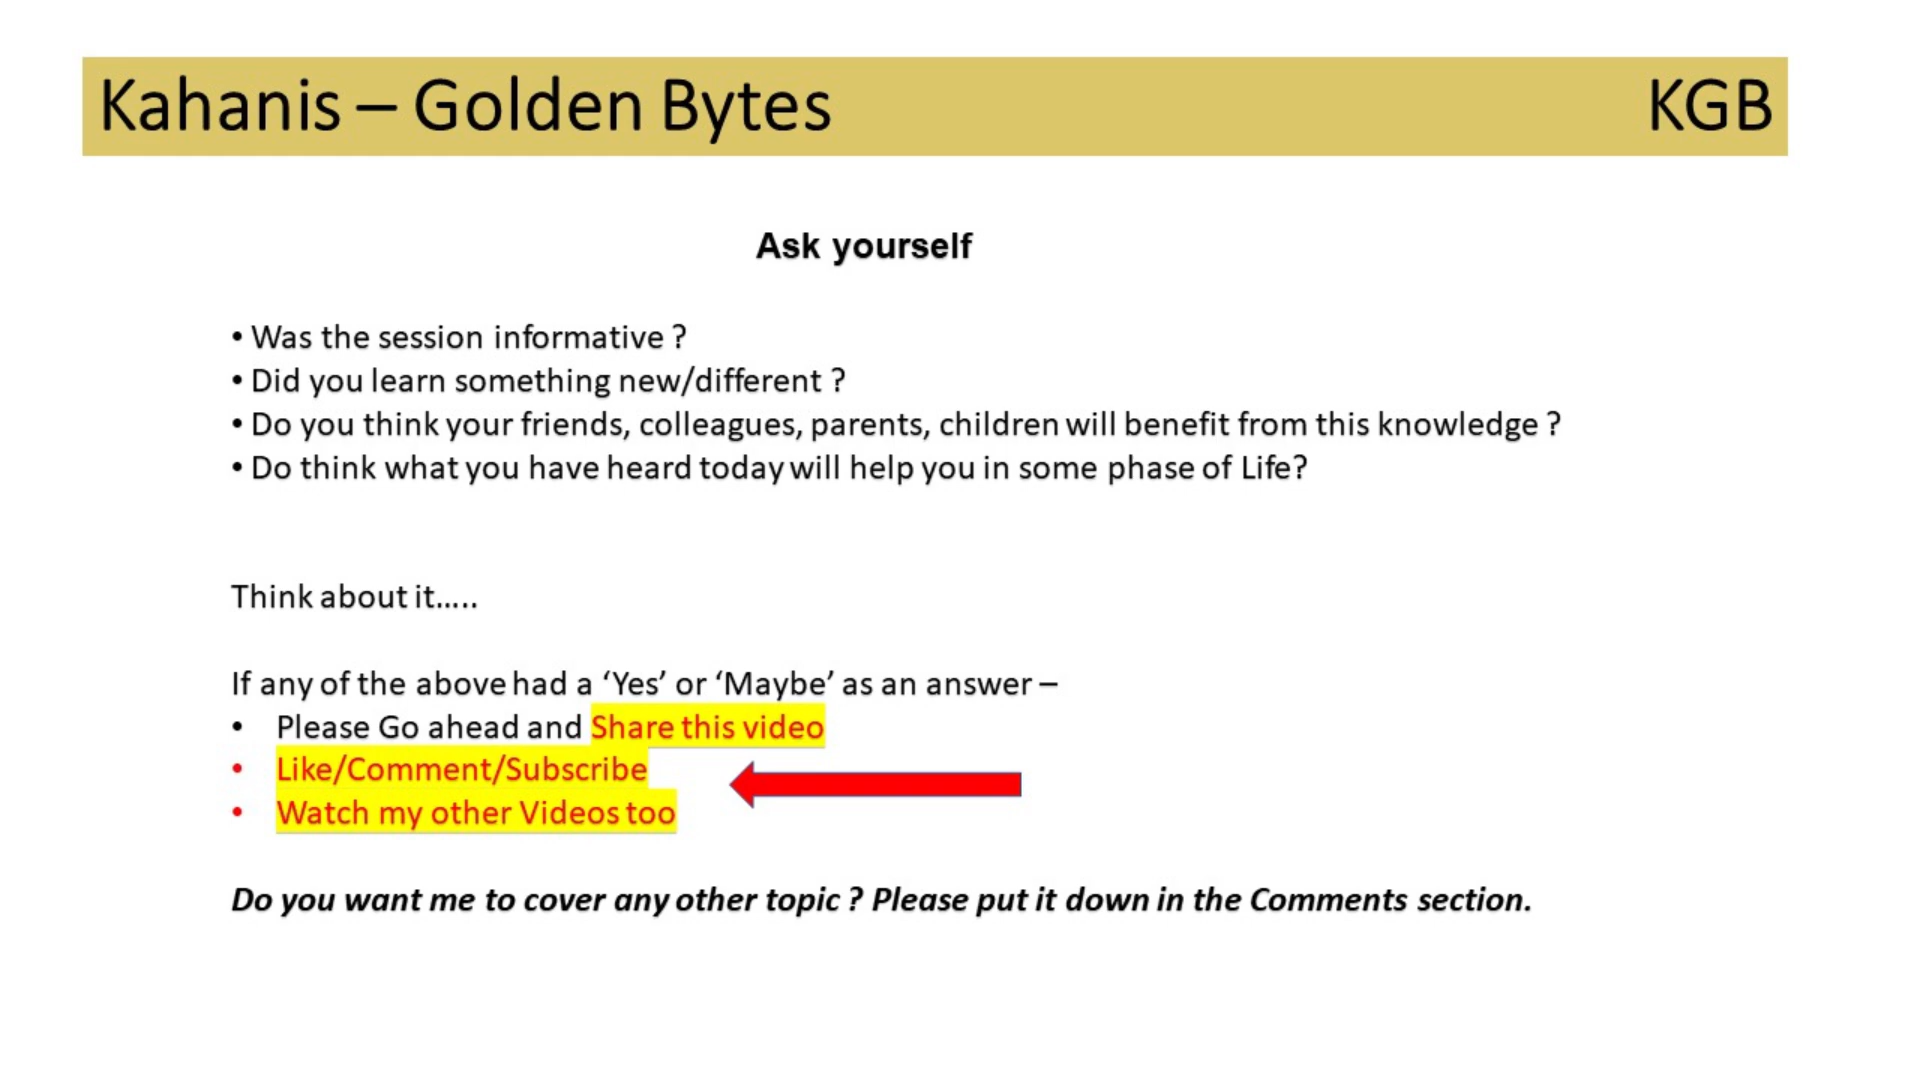 Kahanis – Golden Bytes KGB
Ask yourself
• Was the session informative ?
• Did you learn something new/different ?
• Do you think your friends, colleagues, parents, children will benefit from this knowledge ?
• Do think what you have heard today will help you in some phase of Life?
Think about it…..
If any of the above had a ‘Yes’ or ‘Maybe’ as an answer –
• Please Go ahead and Share this video
• Like/Comment/Subscribe
• Watch my other Videos too
Do you want me to cover any other topic ? Please put it down in the Comments section.